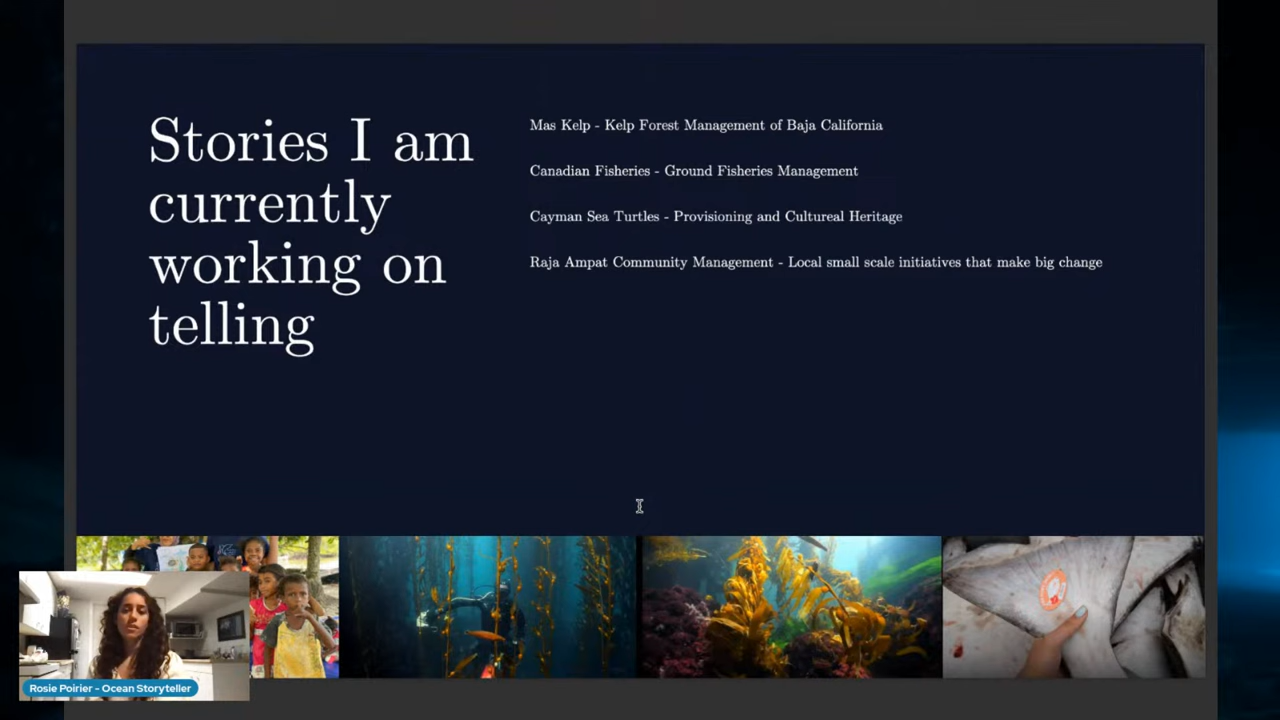 Stories I am
currently
working on
telling
Mas Kelp - Kelp Forest Management of Baja California
Canadian Fisheries - Ground Fisheries Management
Cayman Sea Turtles - Provisioning and Cultureal Heritage
Raja Ampat Community Management - Local small scale initiatives that make big change
Rosie Poirier - Ocean Storyteller